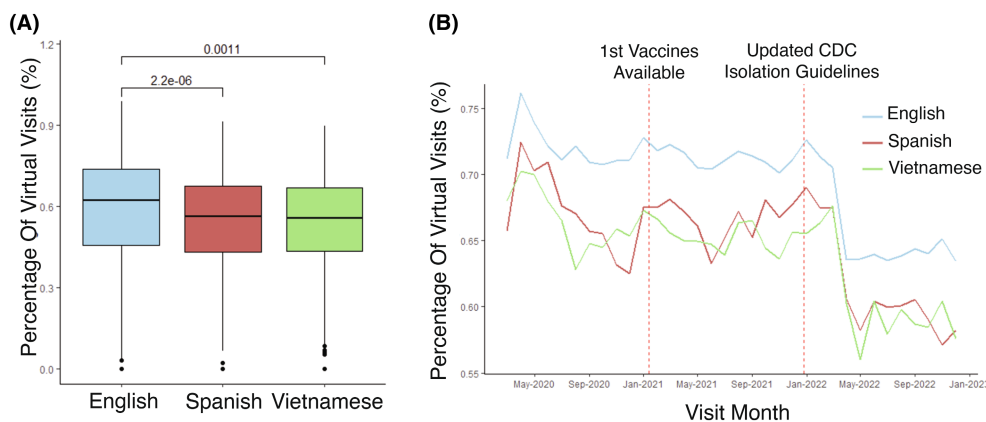 (A)
Percentage Of Virtual Visits (%)
1.2
0.9
0.6
0.3
0.0
0.0011
2.2e-06
English
Spanish
Vietnamese
(B)
1st Vaccines
Available
Updated CDC
Isolation Guidelines
Percentage Of Virtual Visits (%)
0.75
0.70
0.65
0.60
0.55
English
Spanish
Vietnamese
May-2020
Sep-2020
Jan-2021
May-2021
Sep-2021
Jan-2022
May-2022
Sep-2022
Jan-2023
Visit Month